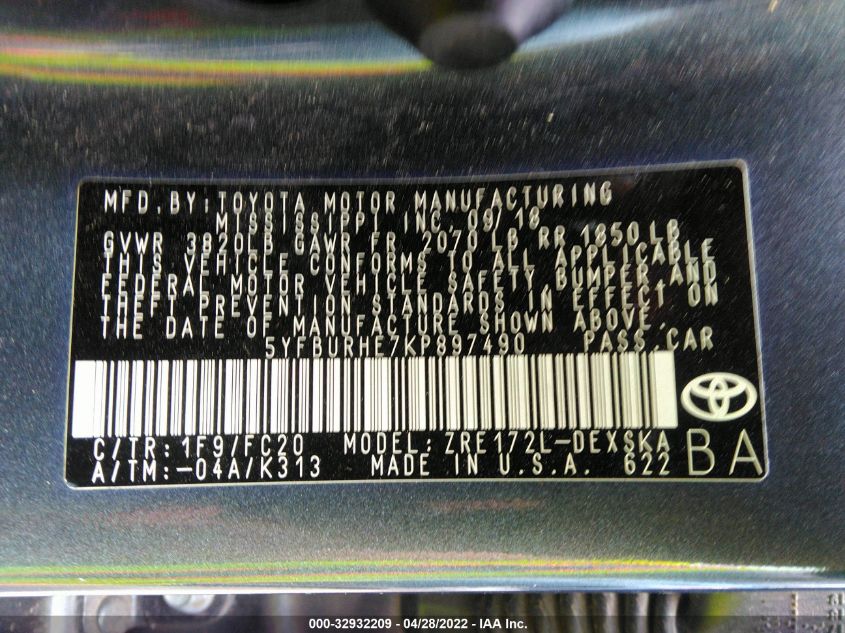 MFD. BY: TOYOTA MOTOR MANUFACTURING
MISSISSIPPI INC. 09/18
GVWR 3820LB GAWR FR 2070 LB RR 1850 LB
THIS VEHICLE CONFORMS TO ALL APPLICABLE
FEDERAL MOTOR VEHICLE SAFETY, BUMPER, AND
THEFT PREVENTION STANDARDS IN EFFECT ON
THE DATE OF MANUFACTURE SHOWN ABOVE.
5YFBURHE7KP897490 PASS. CAR
C/TR: 1F9/FC20 MODEL: ZRE172L-DEXSKA
A/TM: -04A/K313 MADE IN U.S.A. 622
BA
000-32932209 - 04/28/2022 - IAA Inc.